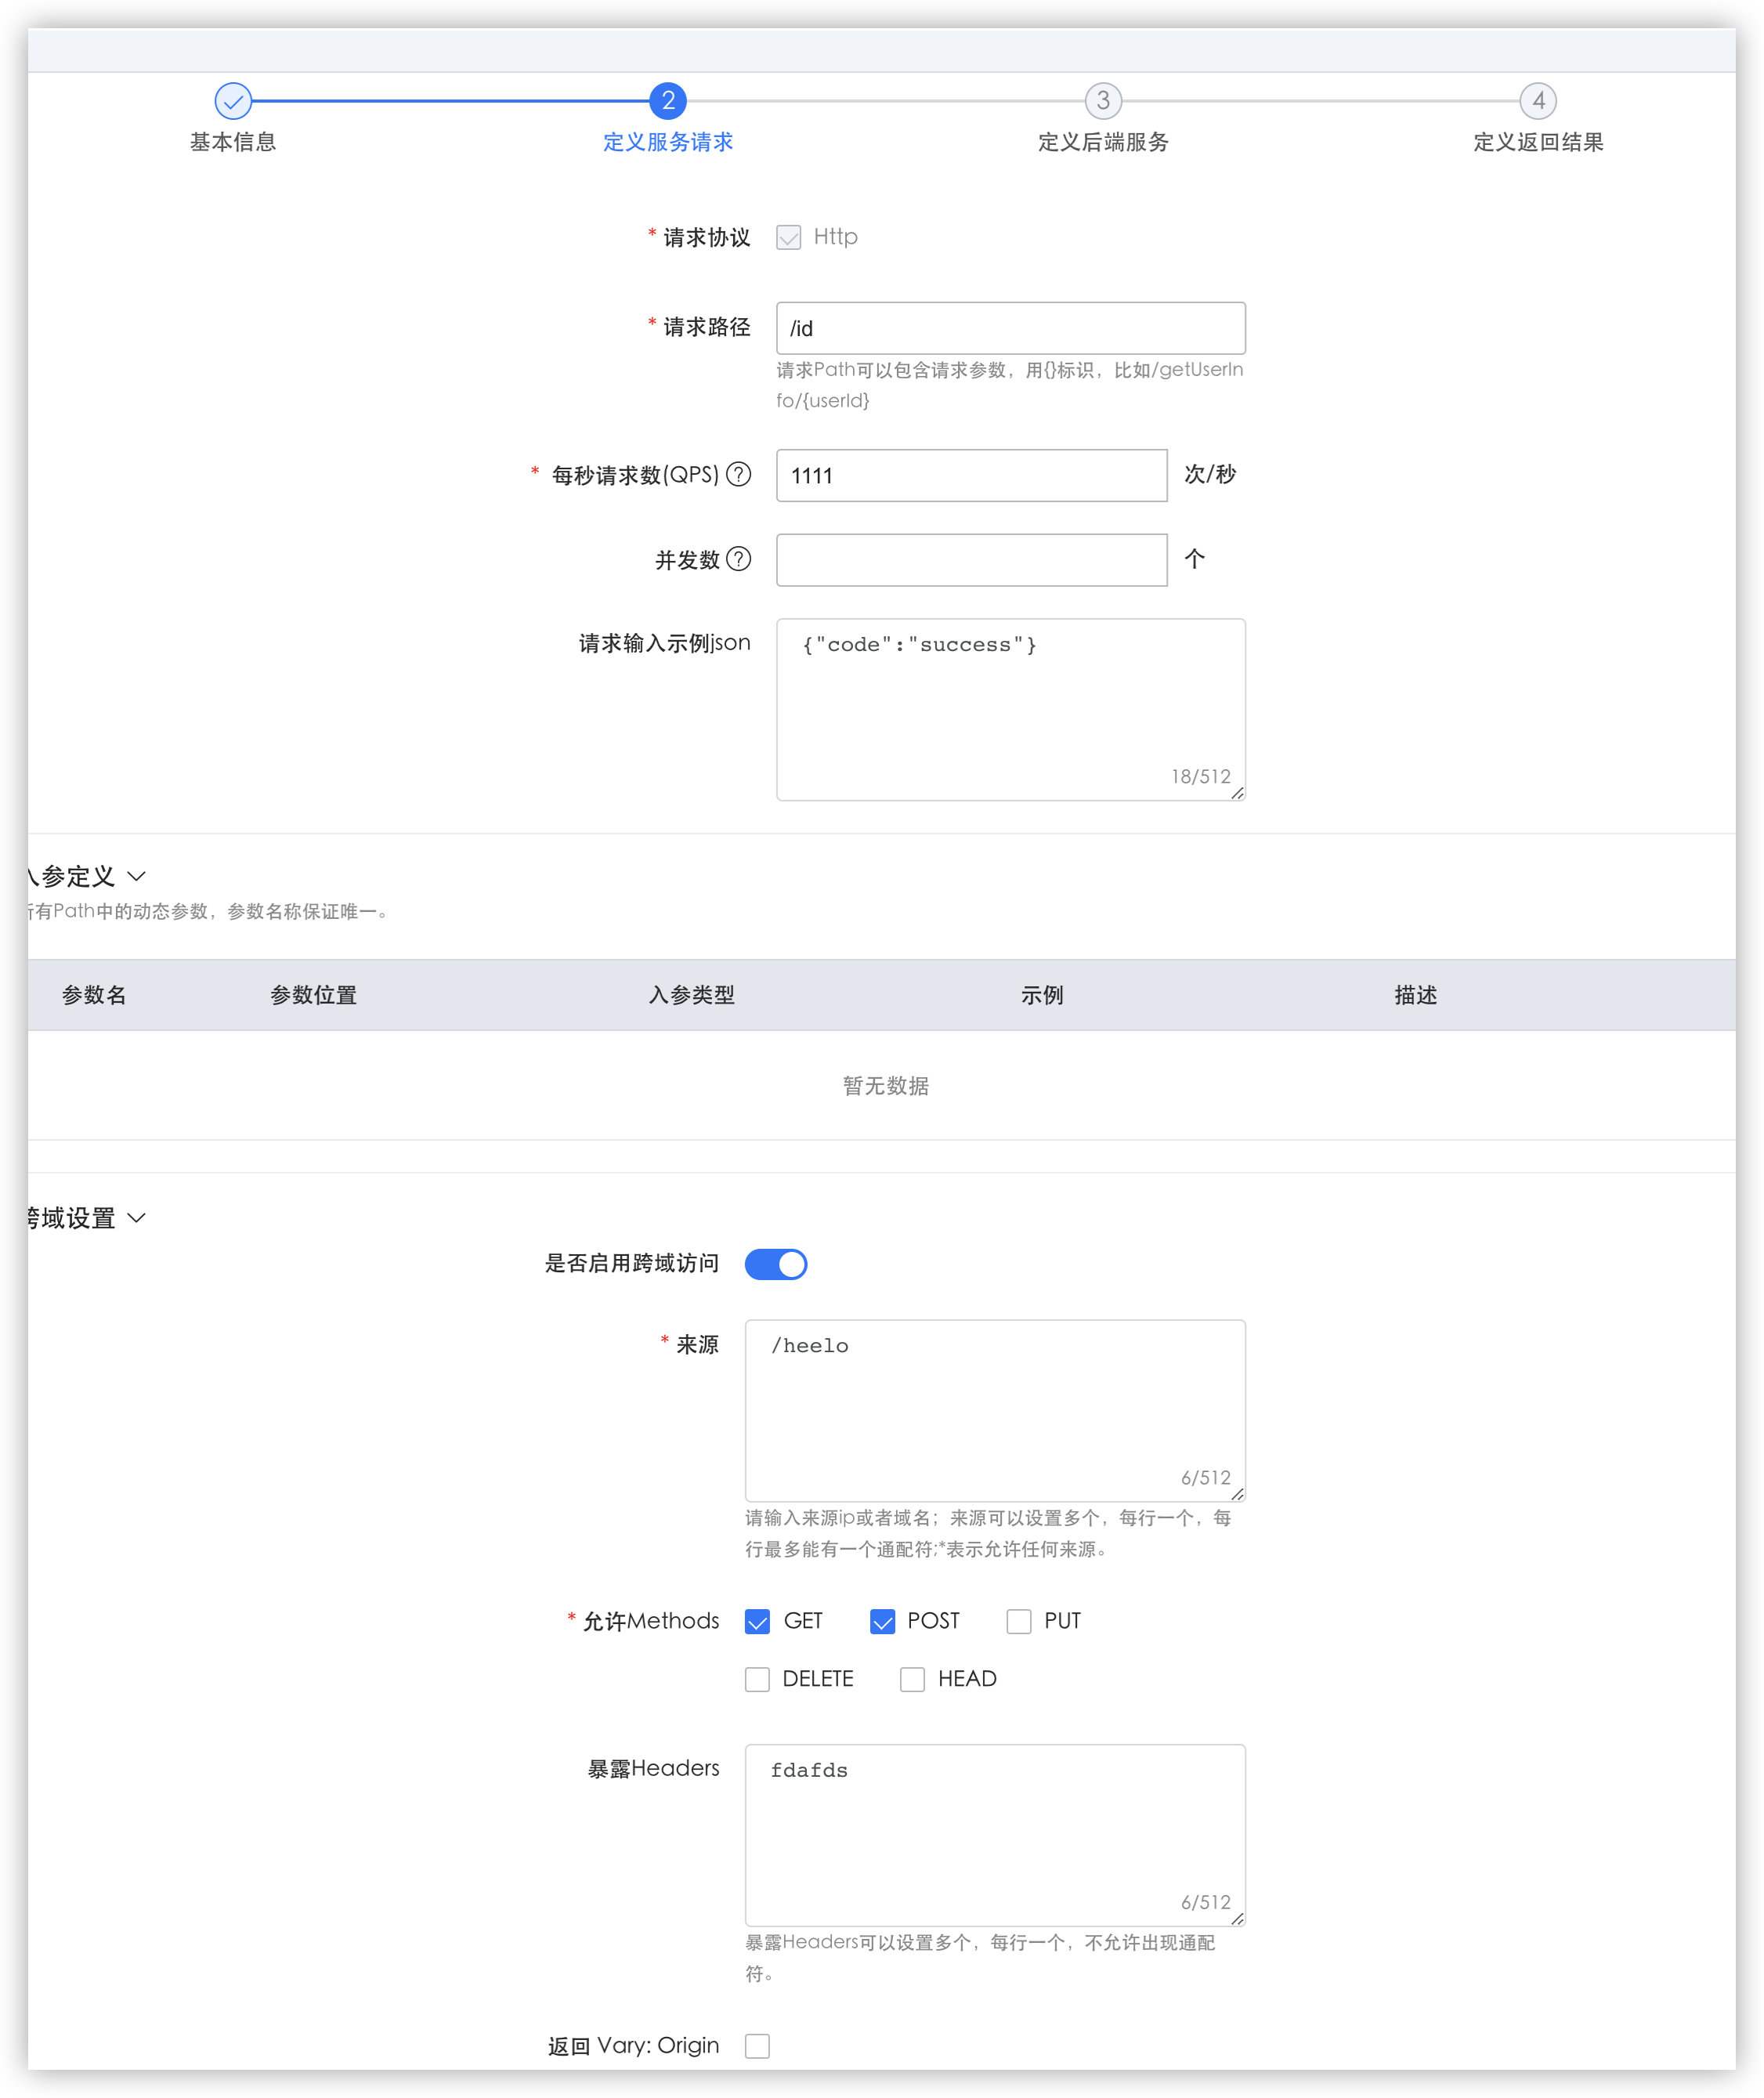 2 3 4
基本信息 定义服务请求 定义后端服务 定义返回结果
* 请求协议 Http
* 请求路径 /id
请求Path可以包含请求参数，用{}标识，比如/getUserIn
fo/{userId}
* 每秒请求数(QPS) ? 1111 次/秒
并发数 ? 个
请求输入示例json {"code":"success"}
18/512
入参定义
所有Path中的动态参数，参数名称保证唯一。
参数名 参数位置 入参类型 示例 描述
暂无数据
跨域设置
是否启用跨域访问
* 来源 /heelo
6/512
请输入来源ip或者域名；来源可以设置多个，每行一个，每
行最多能有一个通配符;*表示允许任何来源。
* 允许Methods GET POST PUT
DELETE HEAD
暴露Headers fdafds
6/512
暴露Headers可以设置多个，每行一个，不允许出现通配
符。
返回 Vary: Origin